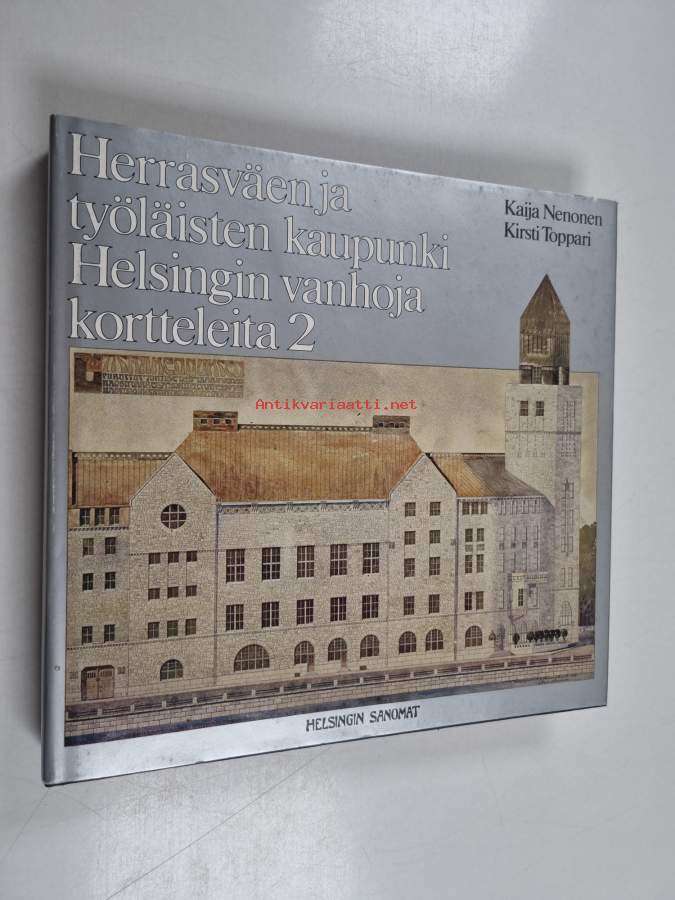 Herrasväen ja
työläisten kaupunki
Helsingin vanhoja
kortteleita 2
Kaija Nenonen
Kirsti Toppari
Antikvariaatti.net
HELSINGIN SANOMAT